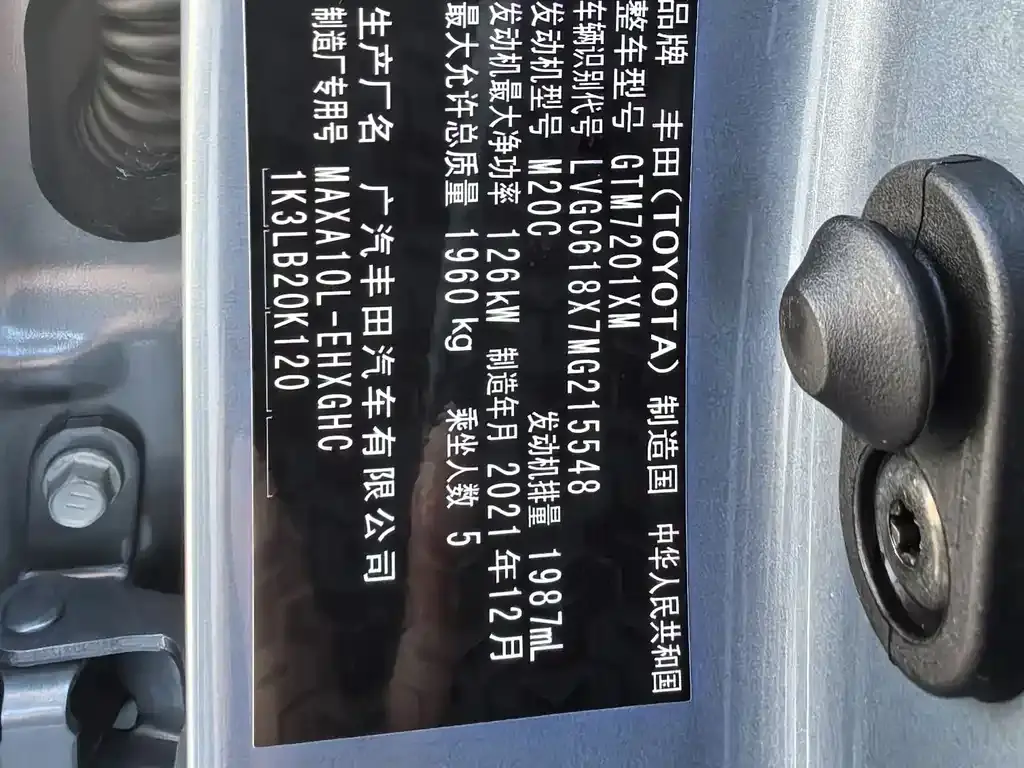 品牌 丰田(TOYOTA) 制造国 中华人民共和国
整车型号 GTM7201XM
车辆识别代号 LVGC618X7MG215548
发动机型号 M20C 发动机排量 1987mL
发动机最大净功率 126kW 制造年月 2021年12月
最大允许总质量 1960kg 乘坐人数 5
生产厂名 广汽丰田汽车有限公司
制造厂专用号 MAXA10L-EHXGHC
1K3LB20K120